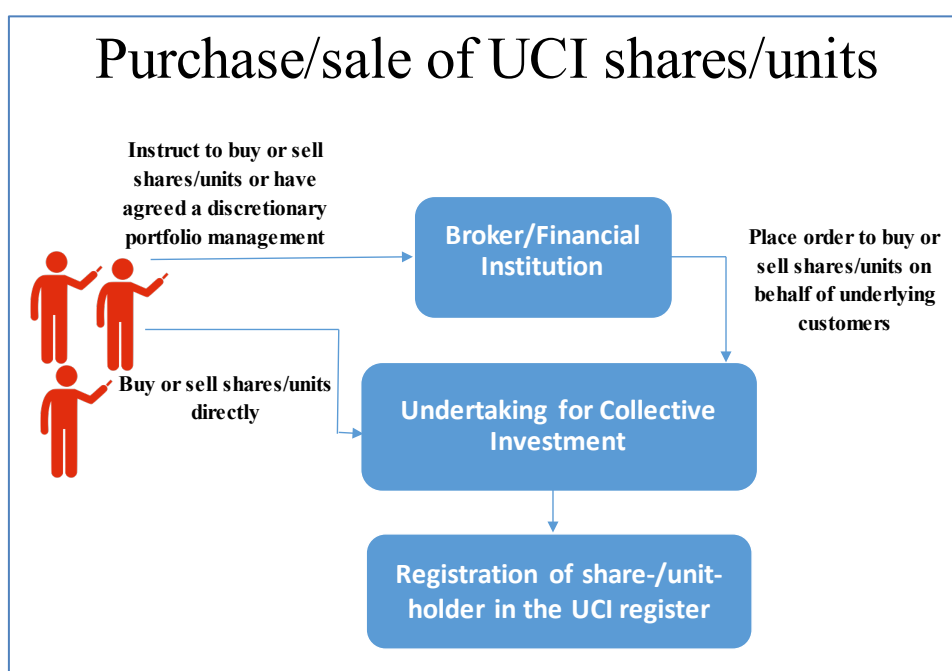 Purchase/sale of UCI shares/units
Instruct to buy or sell
shares/units or have
agreed a discretionary
portfolio management
Broker/Financial
Institution
Place order to buy or
sell shares/units on
behalf of underlying
customers
Buy or sell shares/units
directly
Undertaking for Collective
Investment
Registration of share-/unit-
holder in the UCI register